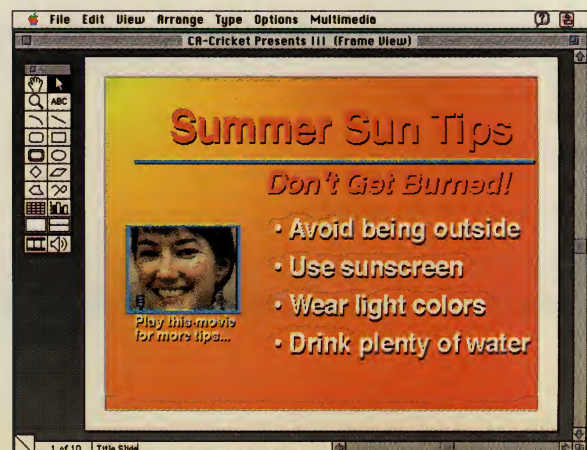 File Edit View Arrange Type Options Multimedia
CA-Cricket Presents III (Frame View)
ABC
Summer Sun Tips
Don't Get Burned!
• Avoid being outside
• Use sunscreen
• Wear light colors
• Drink plenty of water
Play this movie
for more tips...
1 of 10 Title Slide